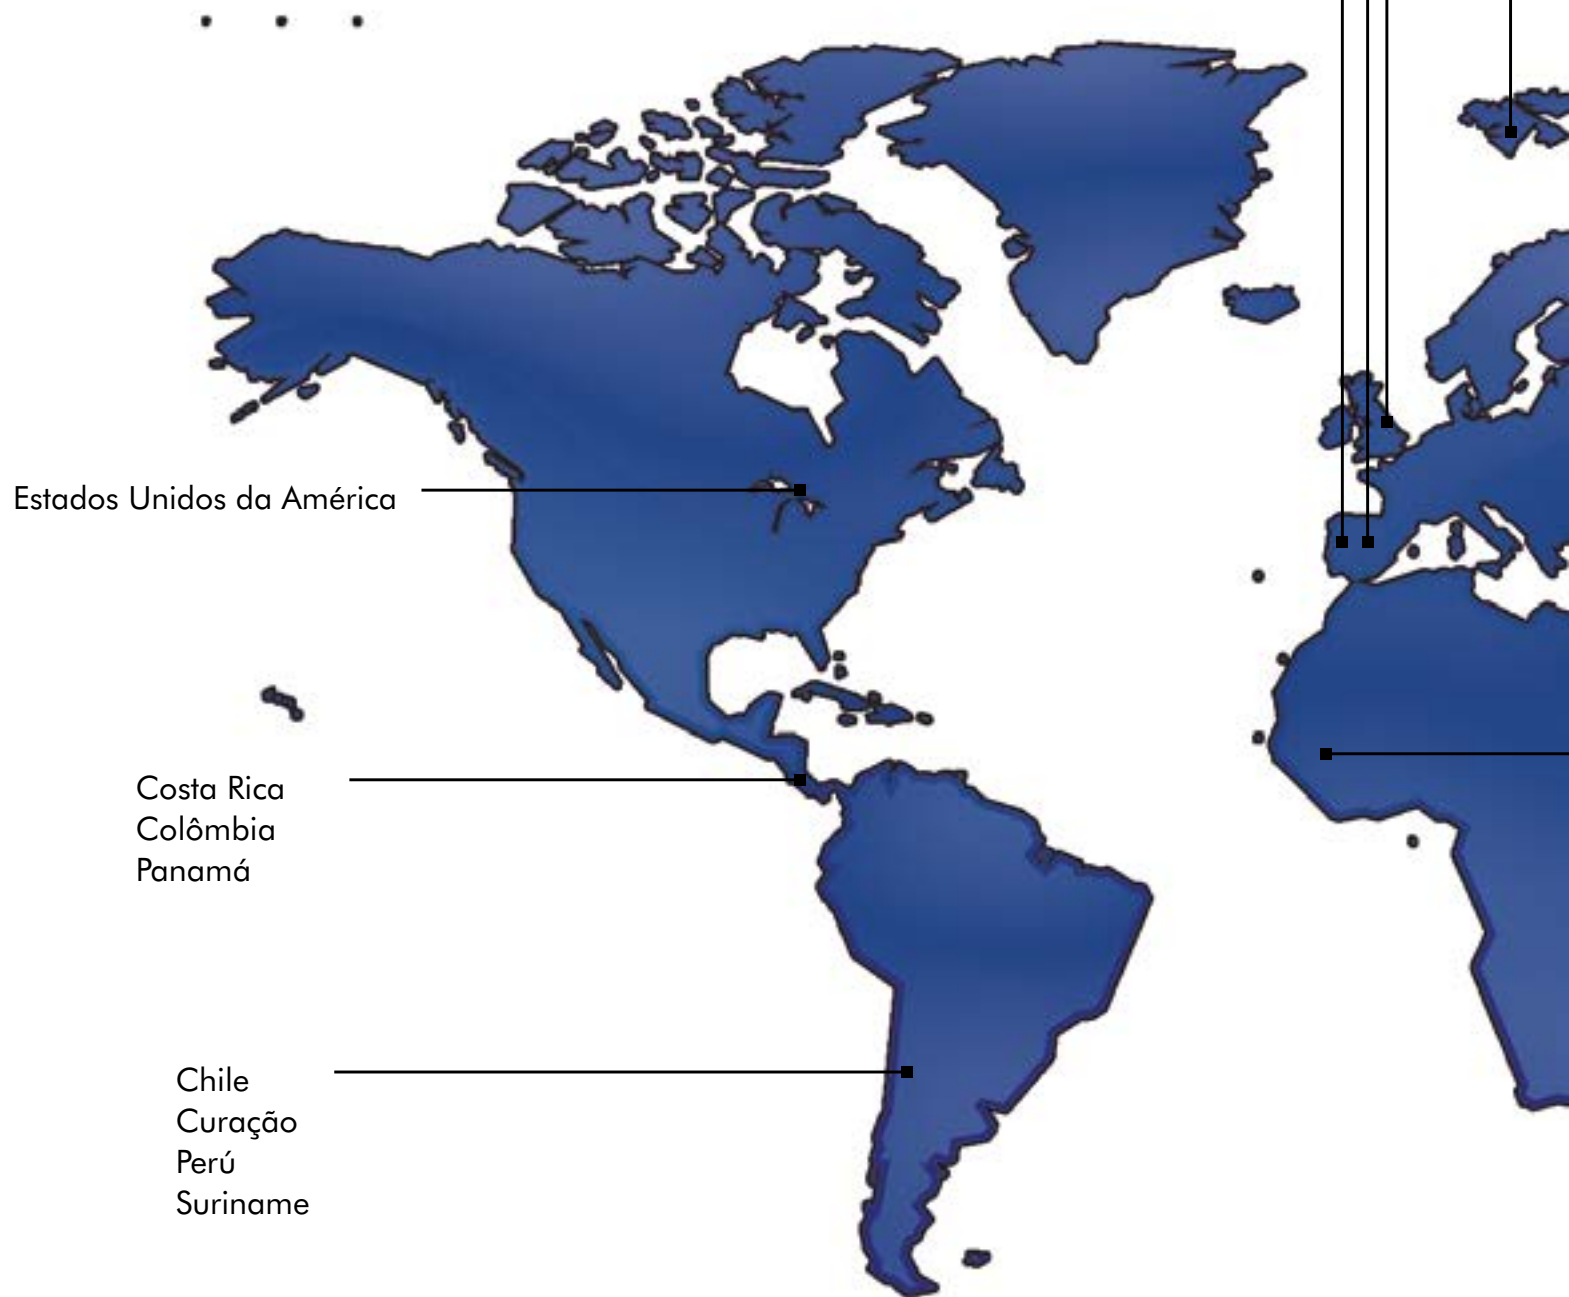 Estados Unidos da América
Costa Rica
Colômbia
Panamá
Chile
Curação
Perú
Suriname